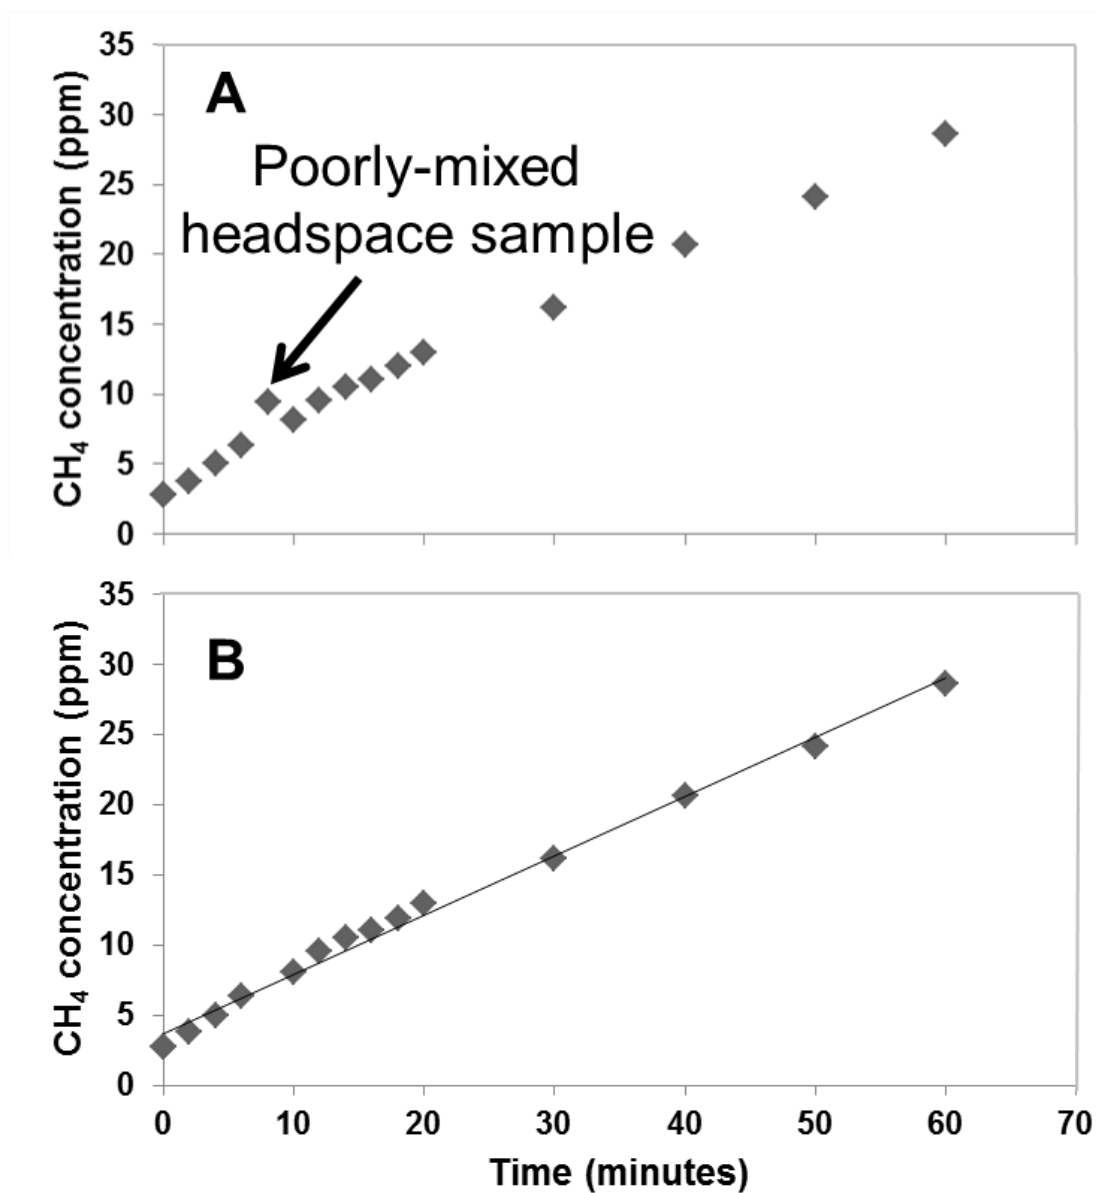 35
30
25
20
15
10
5
0
CH₄ concentration (ppm)
A
Poorly-mixed
headspace sample
35
30
25
20
15
10
5
0
CH₄ concentration (ppm)
B
0 10 20 30 40 50 60 70
Time (minutes)